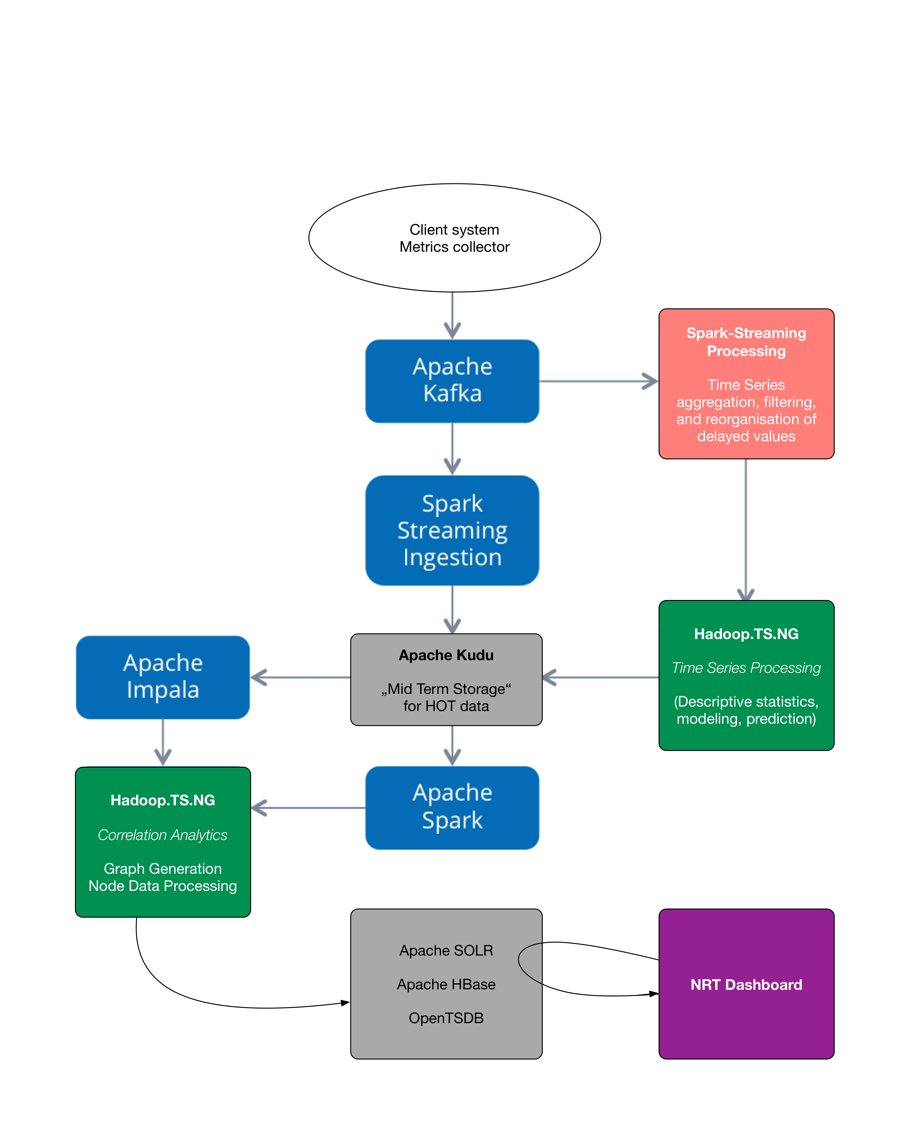 Client system
Metrics collector
Apache
Kafka
Spark-Streaming
Processing
Time Series
aggregation, filtering,
and reorganisation of
delayed values
Spark
Streaming
Ingestion
Hadoop.TS.NG
Time Series Processing
(Descriptive statistics,
modeling, prediction)
Apache Kudu
„Mid Term Storage“
for HOT data
Apache
Impala
Apache
Spark
Hadoop.TS.NG
Correlation Analytics
Graph Generation
Node Data Processing
Apache SOLR
Apache HBase
OpenTSDB
NRT Dashboard